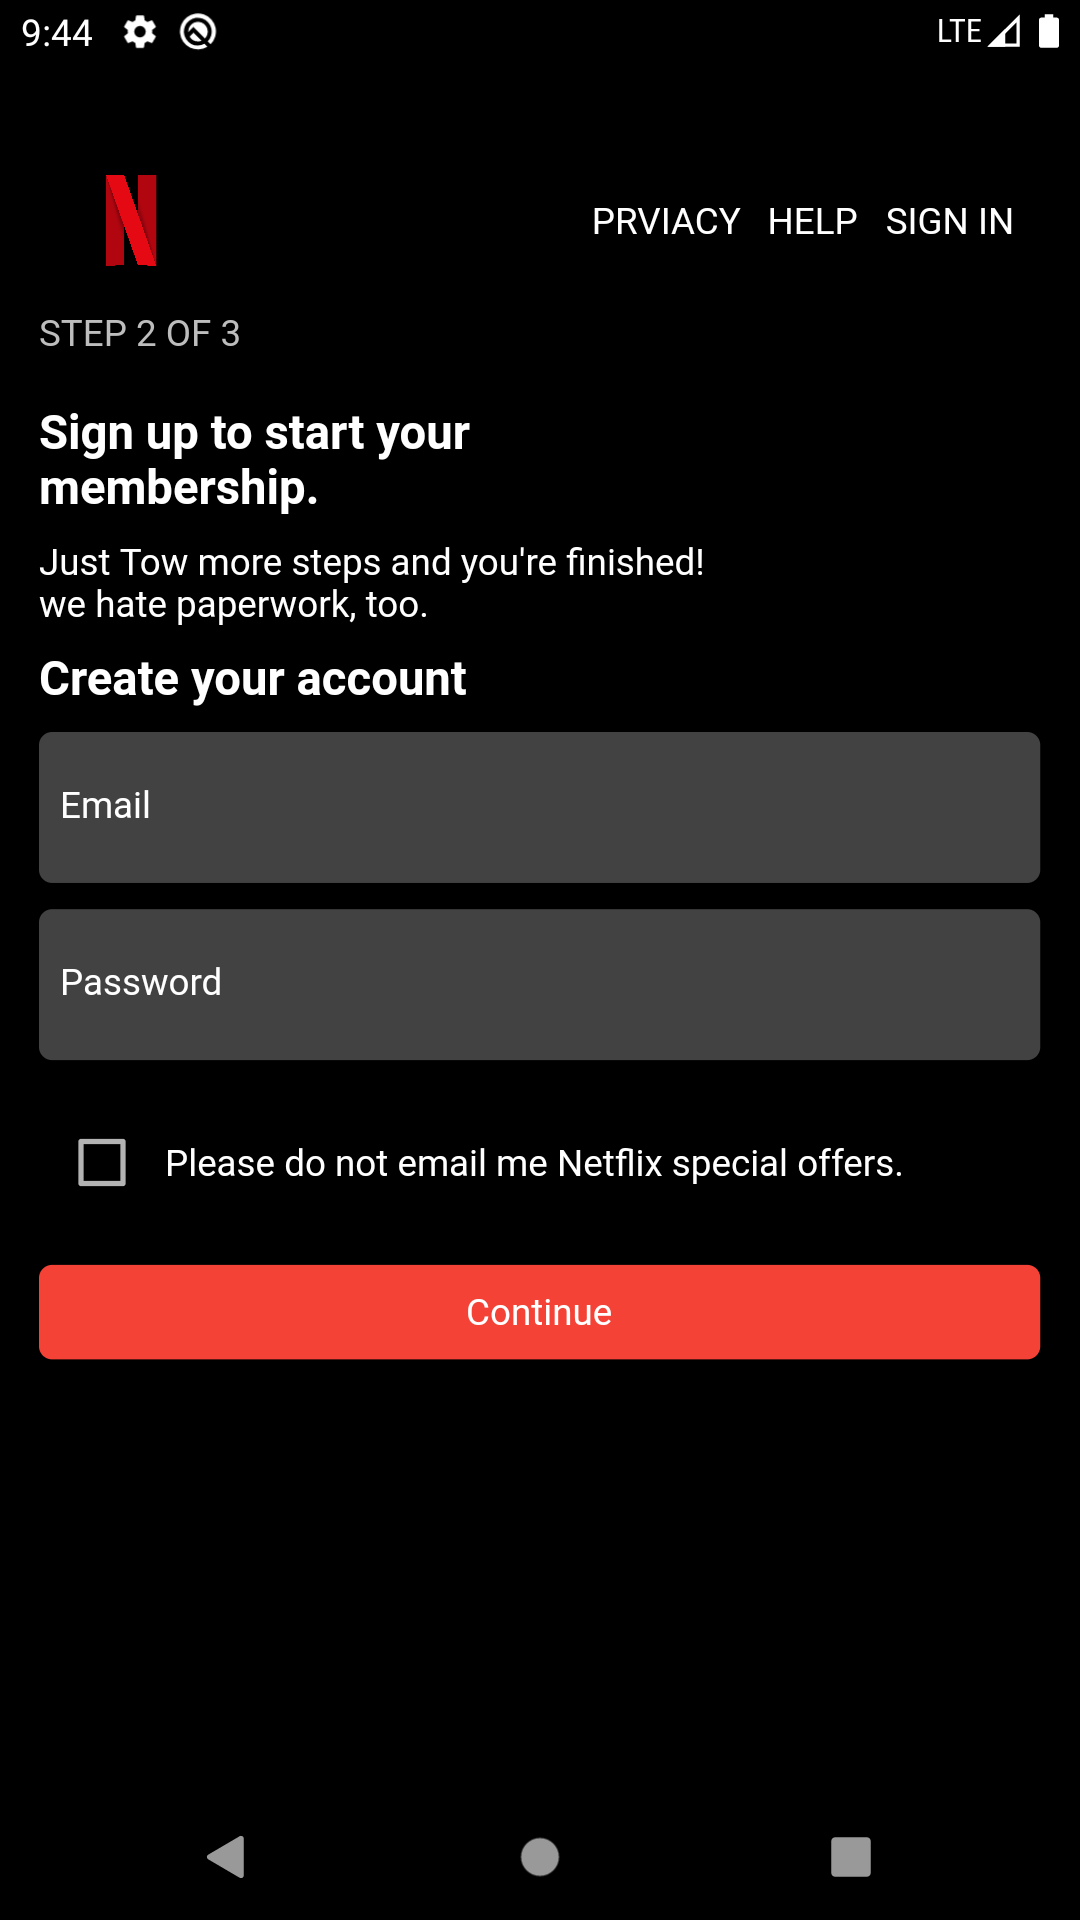 9:44 LTE
PRVIACY HELP SIGN IN
STEP 2 OF 3
Sign up to start your
membership.
Just Tow more steps and you're finished!
we hate paperwork, too.
Create your account
Email
Password
Please do not email me Netflix special offers.
Continue